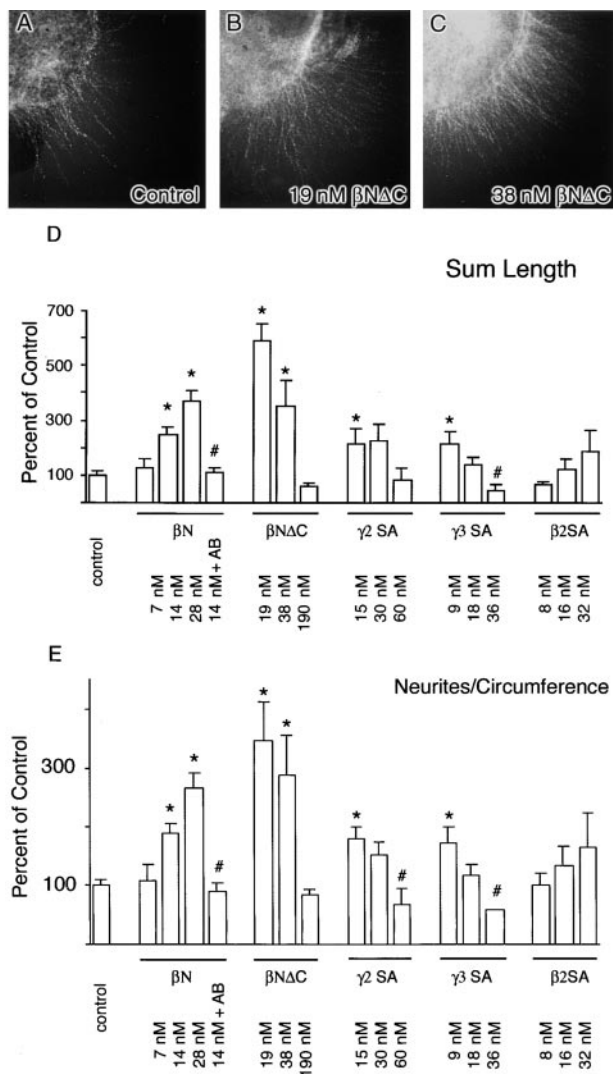 A
B
C
Control
19 nM βNΔC
38 nM βNΔC
D
Sum Length
Percent of Control
700
500
300
100
*
*
#
*
*
*
*
#
control
βN
βNΔC
γ2 SA
γ3 SA
β2SA
7 nM
14 nM
28 nM
14 nM + AB
19 nM
38 nM
190 nM
15 nM
30 nM
60 nM
9 nM
18 nM
36 nM
8 nM
16 nM
32 nM
E
Neurites/Circumference
Percent of Control
300
100
*
*
#
*
*
*
#
*
#
control
βN
βNΔC
γ2 SA
γ3 SA
β2SA
7 nM
14 nM
28 nM
14 nM + AB
19 nM
38 nM
190 nM
15 nM
30 nM
60 nM
9 nM
18 nM
36 nM
8 nM
16 nM
32 nM